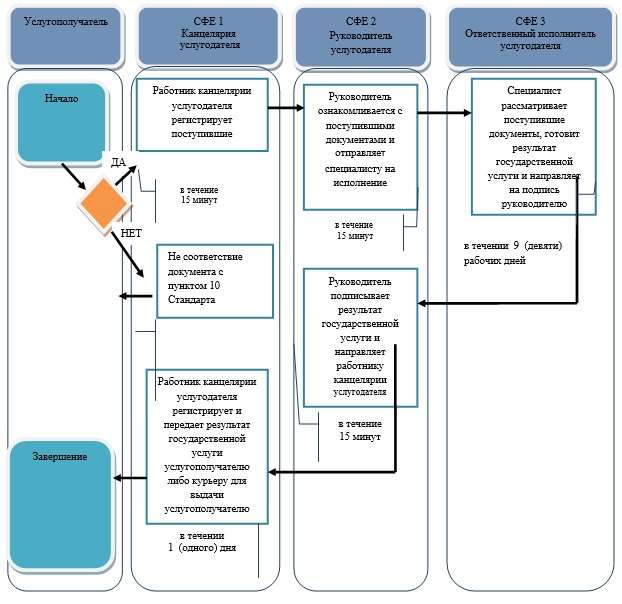 Услугополучатель
СФЕ 1
Канцелярия
услугодателя
СФЕ 2
Руководитель
услугодателя
СФЕ 3
Ответственный исполнитель
услугодателя
Начало
ДА
НЕТ
Работник канцелярии
услугодателя
регистрирует
поступившие
в течение
15 минут
Не соответствие
документа с
пунктом 10
Стандарта
Руководитель
ознакомливается с
поступившими
документами и
отправляет
специалисту на
исполнение
в течение
15 минут
Специалист
рассматривает
поступившие
документы, готовит
результат
государственной
услуги и направляет
на подпись
руководителю
в течении 9 (девяти)
рабочих дней
Руководитель
подписывает
результат
государственной
услуги и
направляет
работнику
канцелярии
услугодателя
в течение
15 минут
Работник канцелярии
услугодателя
регистрирует и
передает результат
государственной
услуги
услугополучателю
либо курьеру для
выдачи
услугополучателю
в течении
1 (одного) дня
Завершение